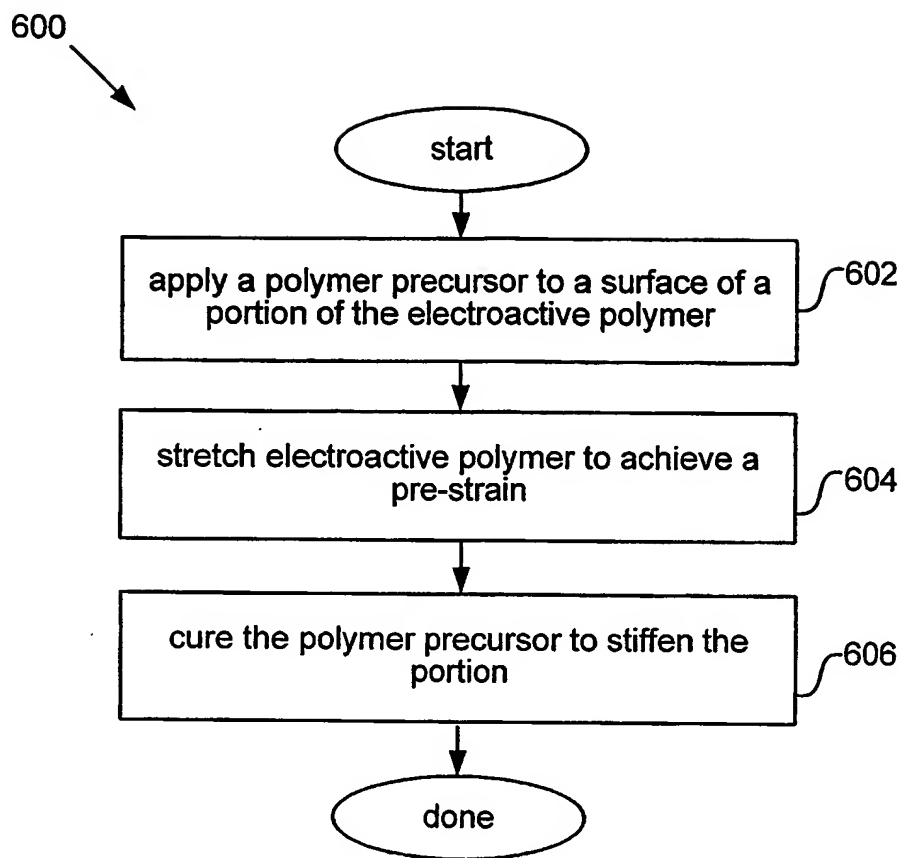 600
start
apply a polymer precursor to a surface of a
portion of the electroactive polymer
602
stretch electroactive polymer to achieve a
pre-strain
604
cure the polymer precursor to stiffen the
portion
606
done